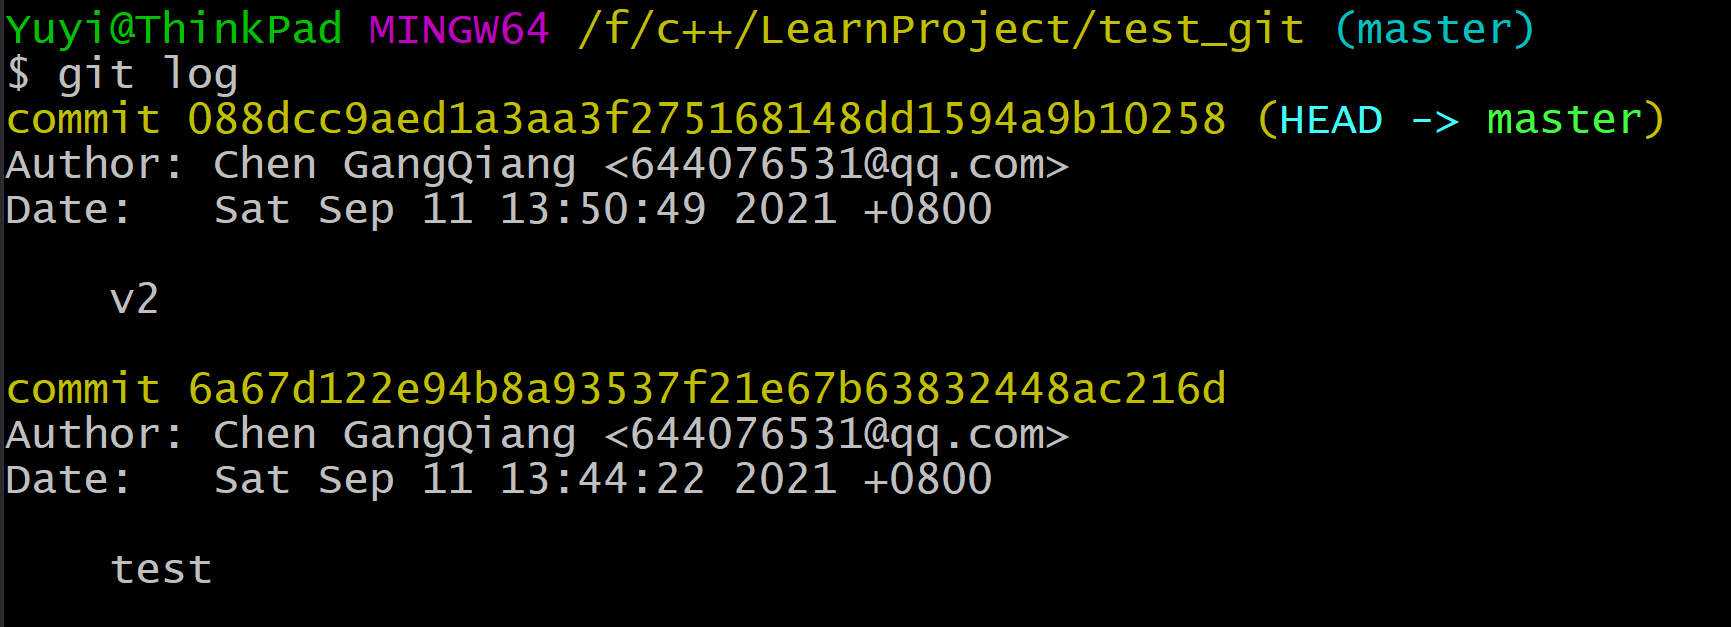 Yuyi@ThinkPad MINGW64 /f/c++/LearnProject/test_git (master)
$ git log
commit 088dcc9aed1a3aa3f275168148dd1594a9b10258 (HEAD -> master)
Author: Chen GangQiang <644076531@qq.com>
Date:   Sat Sep 11 13:50:49 2021 +0800
v2
commit 6a67d122e94b8a93537f21e67b63832448ac216d
Author: Chen GangQiang <644076531@qq.com>
Date:   Sat Sep 11 13:44:22 2021 +0800
test